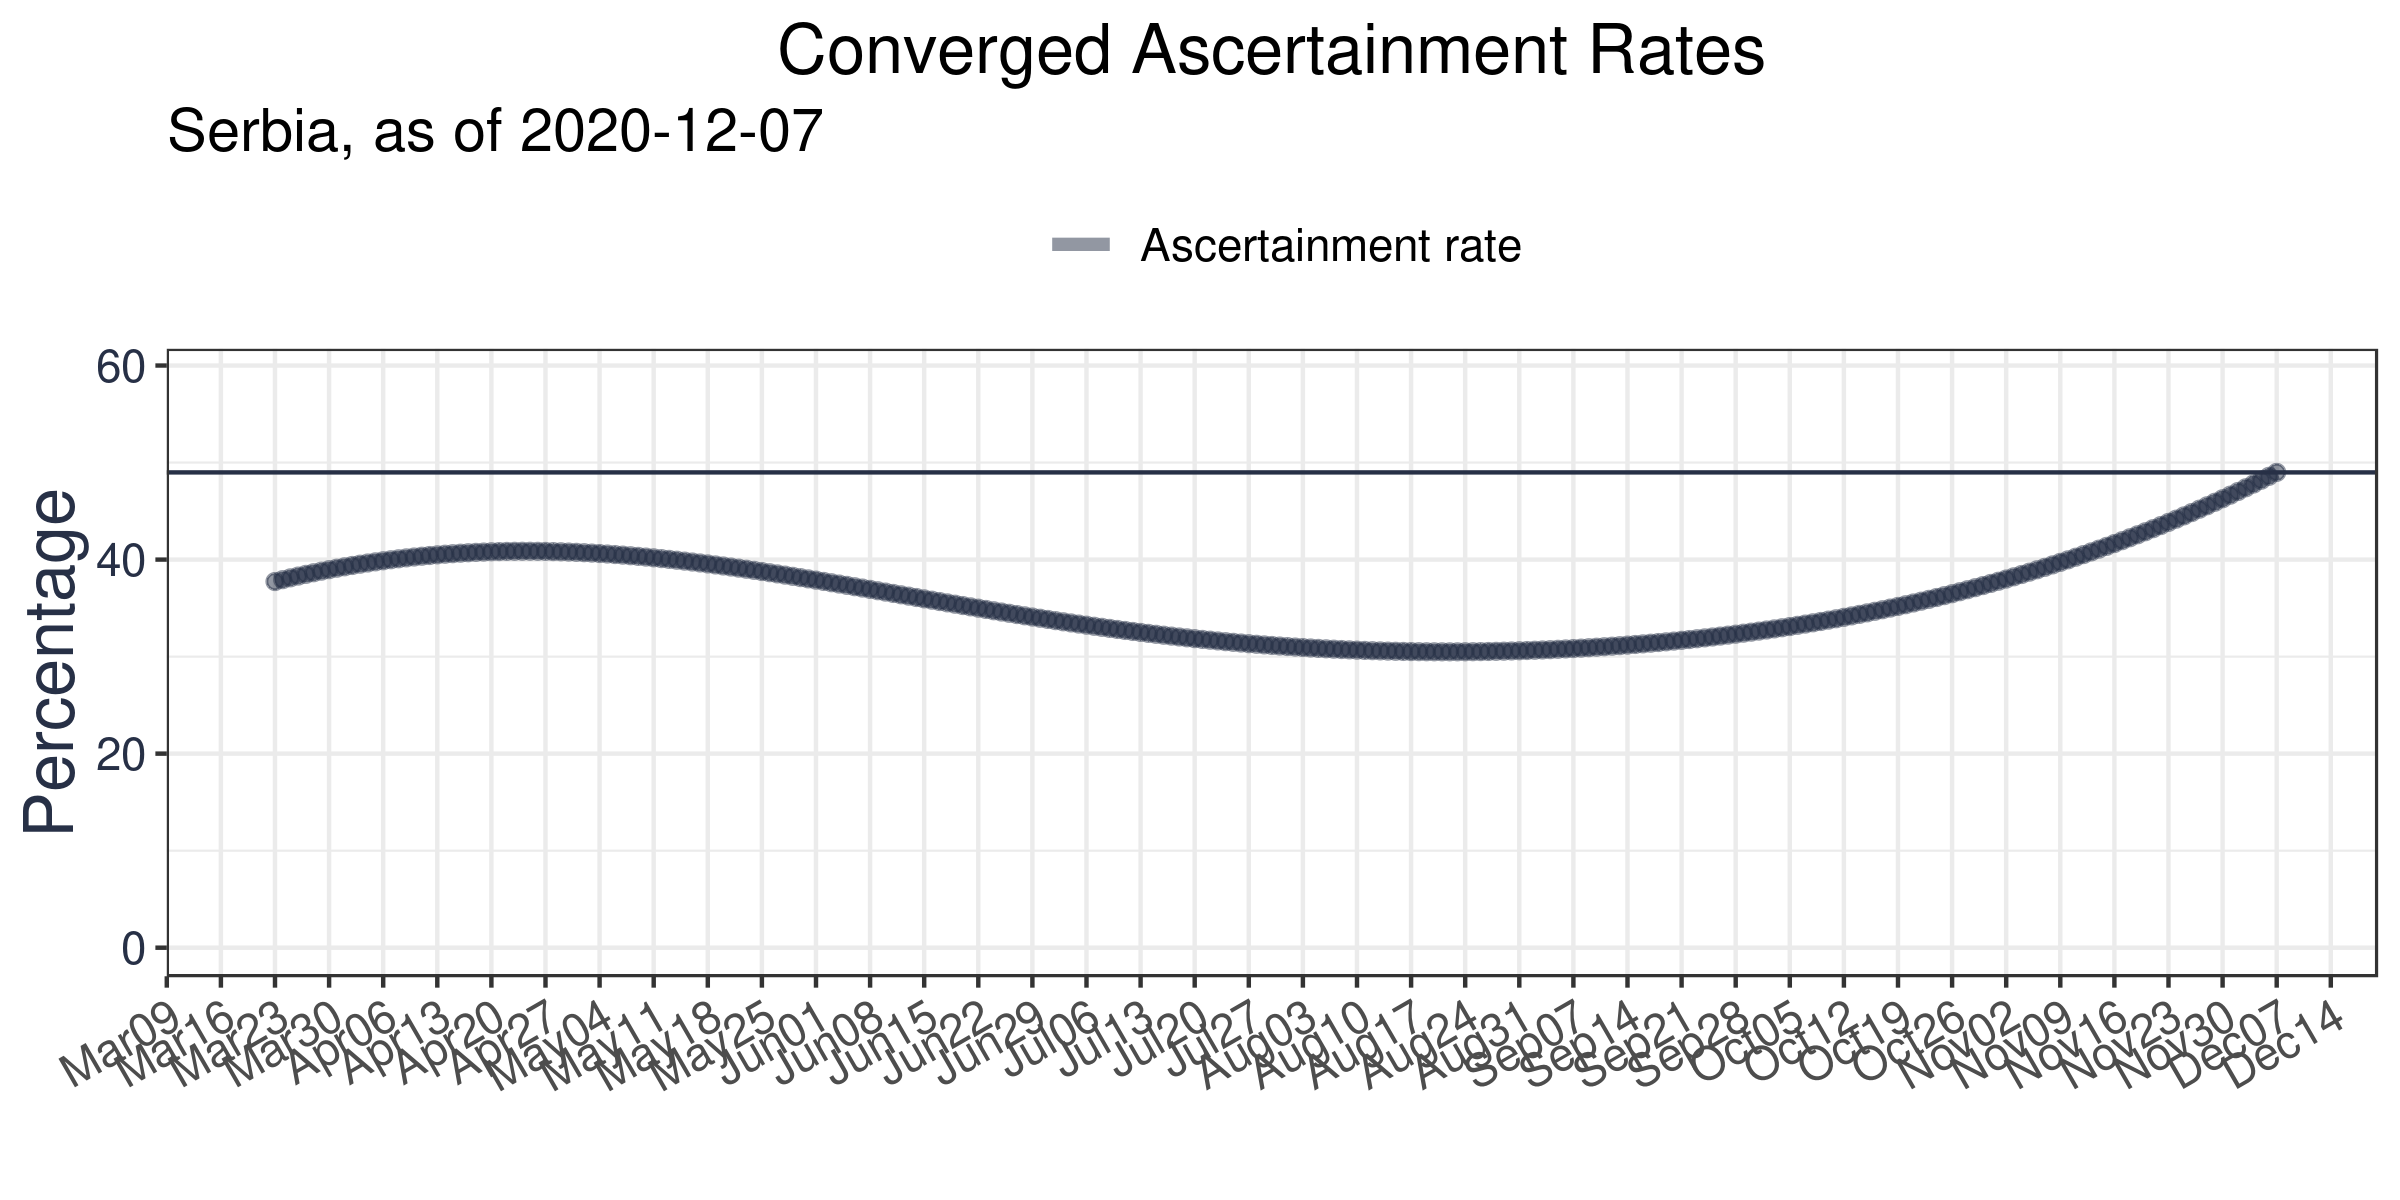 Converged Ascertainment Rates
Serbia, as of 2020-12-07
Ascertainment rate
Percentage
60
40
20
0
Mar09
Mar16
Mar23
Mar30
Apr06
Apr13
Apr20
Apr27
May04
May11
May18
May25
Jun01
Jun08
Jun15
Jun22
Jun29
Jul06
Jul13
Jul20
Jul27
Aug03
Aug10
Aug17
Aug24
Aug31
Sep07
Sep14
Sep21
Sep28
Oct05
Oct12
Oct19
Oct26
Nov02
Nov09
Nov16
Nov23
Nov30
Dec07
Dec14